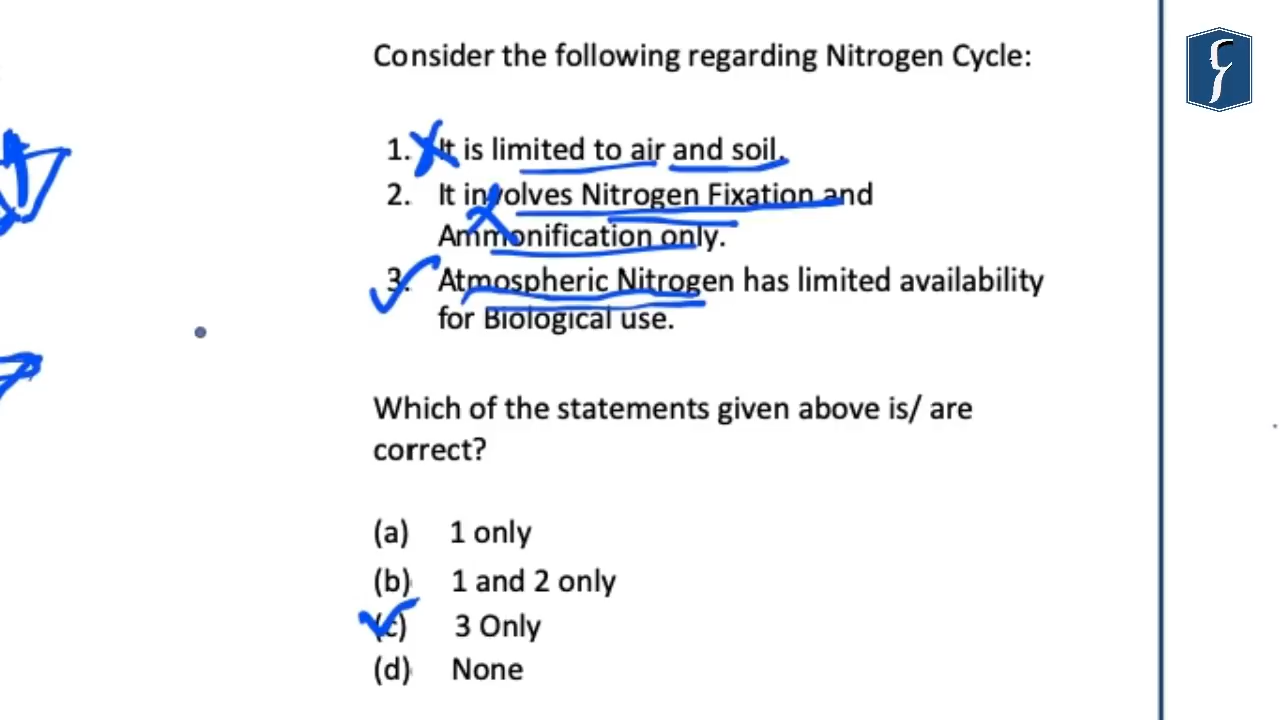 Consider the following regarding Nitrogen Cycle:
1. It is limited to air and soil.
2. It involves Nitrogen Fixation and
Ammonification only.
3. Atmospheric Nitrogen has limited availability
for Biological use.
Which of the statements given above is/ are
correct?
(a) 1 only
(b) 1 and 2 only
(c) 3 Only
(d) None